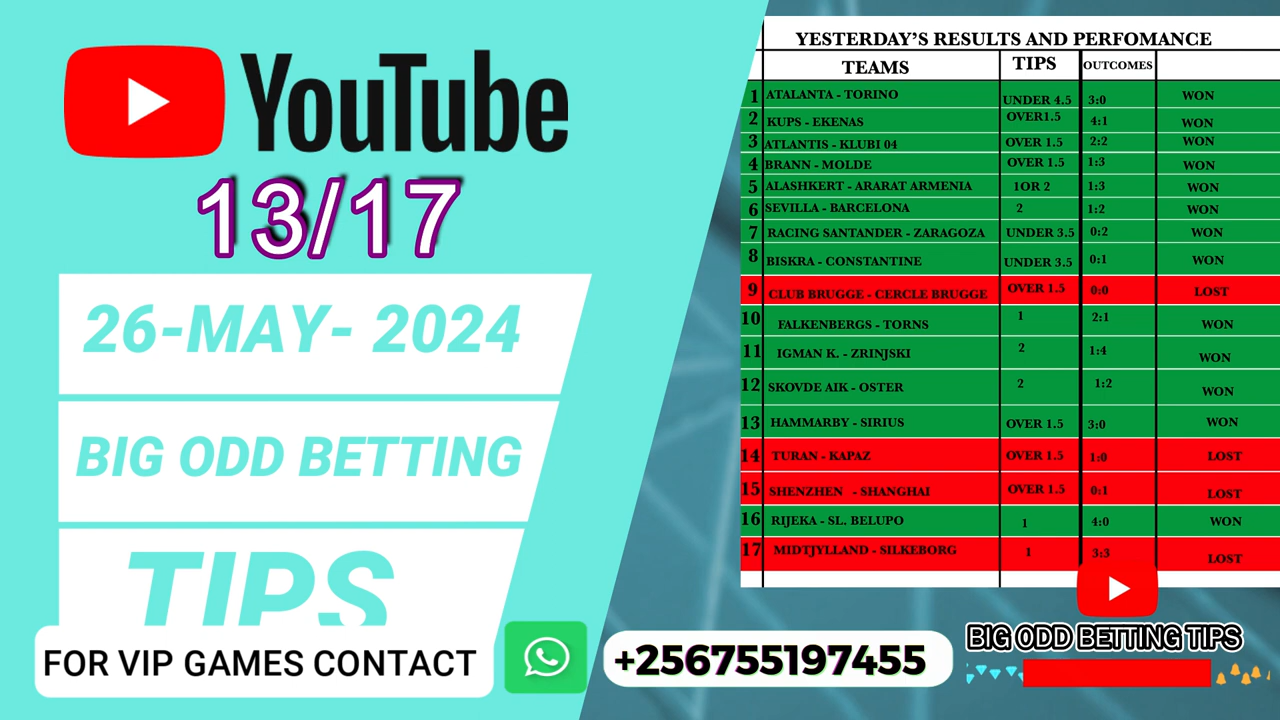 YouTube
13/17
26-MAY- 2024
BIG ODD BETTING
TIPS
FOR VIP GAMES CONTACT
+256755197455
YESTERDAY'S RESULTS AND PERFOMANCE
TEAMS TIPS OUTCOMES
1 ATALANTA - TORINO UNDER 4.5 3:0 WON
2 KUPS - EKENAS OVER1.5 4:1 WON
3 ATLANTIS - KLUBI 04 OVER 1.5 2:2 WON
4 BRANN - MOLDE OVER 1.5 1:3 WON
5 ALASHKERT - ARARAT ARMENIA 1OR 2 1:3 WON
6 SEVILLA - BARCELONA 2 1:2 WON
7 RACING SANTANDER - ZARAGOZA UNDER 3.5 0:2 WON
8 BISKRA - CONSTANTINE UNDER 3.5 0:1 WON
9 CLUB BRUGGE - CERCLE BRUGGE OVER 1.5 0:0 LOST
10 FALKENBERGS - TORNS 1 2:1 WON
11 IGMAN K. - ZRINJSKI 2 1:4 WON
12 SKOVDE AIK - OSTER 2 1:2 WON
13 HAMMARBY - SIRIUS OVER 1.5 3:0 WON
14 TURAN - KAPAZ OVER 1.5 1:0 LOST
15 SHENZHEN - SHANGHAI OVER 1.5 0:1 LOST
16 RIJEKA - SL. BELUPO 1 4:0 WON
17 MIDTJYLLAND - SILKEBORG 1 3:3 LOST
BIG ODD BETTING TIPS